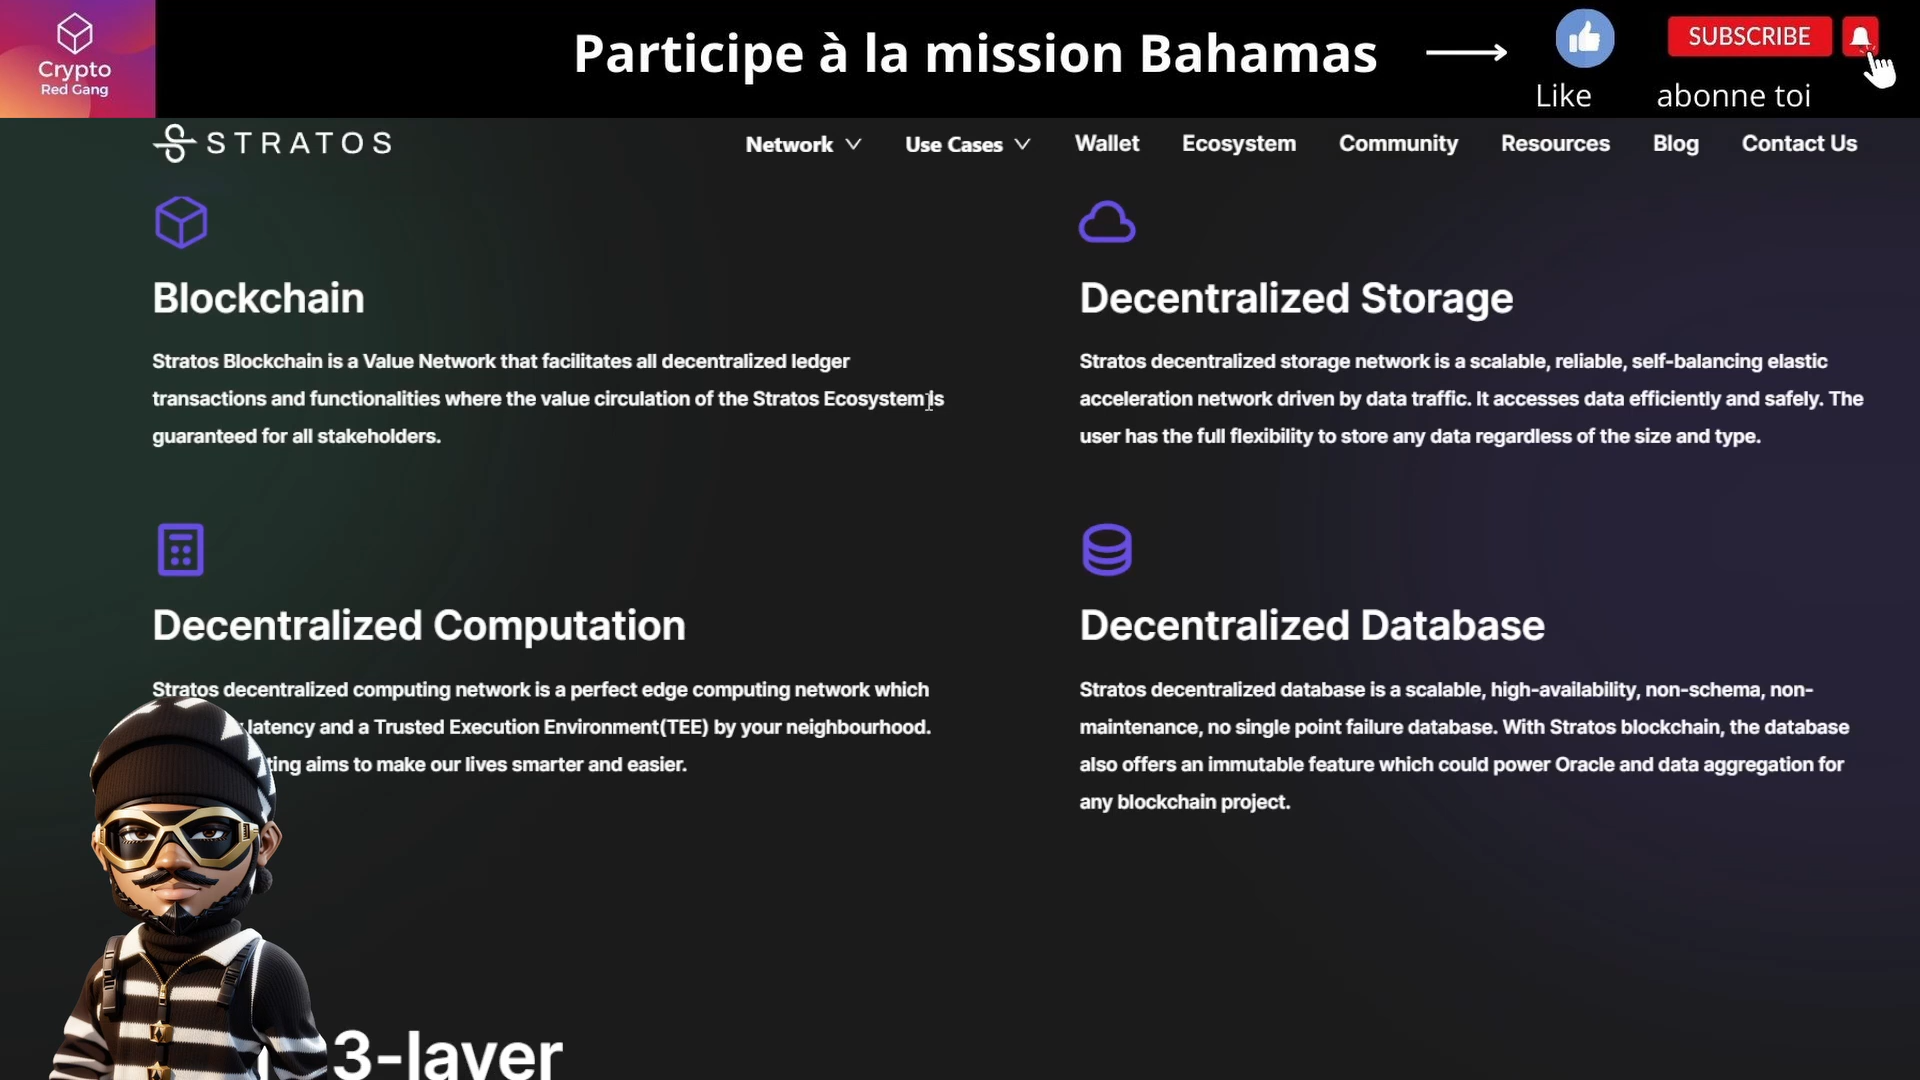 Crypto
Red Gang
Participe à la mission Bahamas
Like
SUBSCRIBE
abonne toi
STRATOS
Network
Use Cases
Wallet
Ecosystem
Community
Resources
Blog
Contact Us
Blockchain
Stratos Blockchain is a Value Network that facilitates all decentralized ledger
transactions and functionalities where the value circulation of the Stratos Ecosystem is
guaranteed for all stakeholders.
Decentralized Storage
Stratos decentralized storage network is a scalable, reliable, self-balancing elastic
acceleration network driven by data traffic. It accesses data efficiently and safely. The
user has the full flexibility to store any data regardless of the size and type.
Decentralized Computation
Stratos decentralized computing network is a perfect edge computing network which
latency and a Trusted Execution Environment(TEE) by your neighbourhood.
ting aims to make our lives smarter and easier.
Decentralized Database
Stratos decentralized database is a scalable, high-availability, non-schema, non-
maintenance, no single point failure database. With Stratos blockchain, the database
also offers an immutable feature which could power Oracle and data aggregation for
any blockchain project.
3-layer